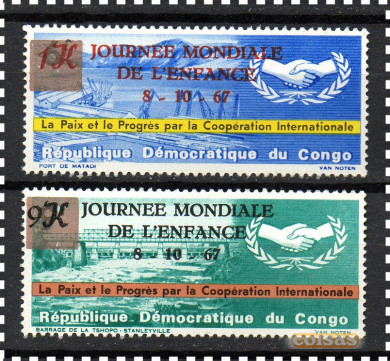 1K JOURNEE MONDIALE
DE L'ENFANCE
8 - 10 - 67
La Paix et le Progrès par la Coopération Internationale
République Démocratique du Congo
PORT DE MATADI VAN NOTEN
9K JOURNEE MONDIALE
DE L'ENFANCE
8 - 10 - 67
La Paix et le Progrès par la Coopération Internationale
République Démocratique du Congo
BARRAGE DE LA TSHOPO - STANLEYVILLE VAN NOTEN
coisas